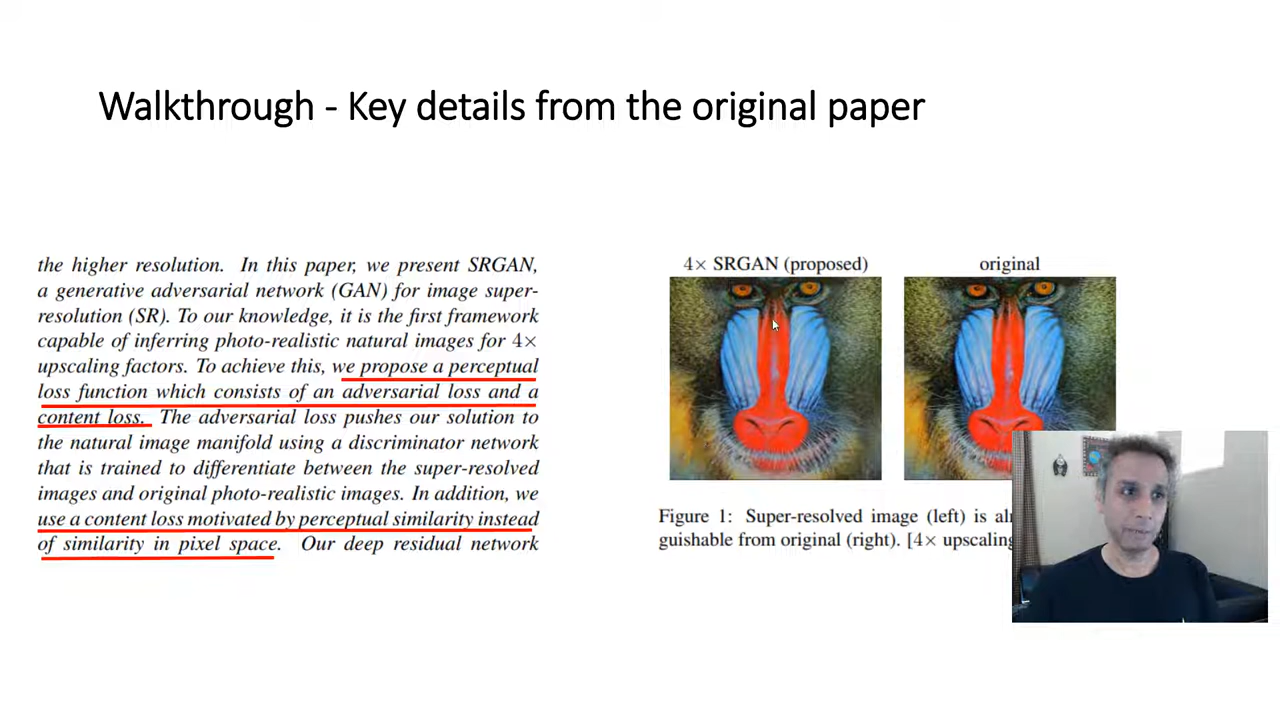 Walkthrough - Key details from the original paper
the higher resolution. In this paper, we present SRGAN,
a generative adversarial network (GAN) for image super-
resolution (SR). To our knowledge, it is the first framework
capable of inferring photo-realistic natural images for 4×
upscaling factors. To achieve this, we propose a perceptual
loss function which consists of an adversarial loss and a
content loss. The adversarial loss pushes our solution to
the natural image manifold using a discriminator network
that is trained to differentiate between the super-resolved
images and original photo-realistic images. In addition, we
use a content loss motivated by perceptual similarity instead
of similarity in pixel space. Our deep residual network
4× SRGAN (proposed)
original
Figure 1: Super-resolved image (left) is
guishable from original (right). [4× upscaling